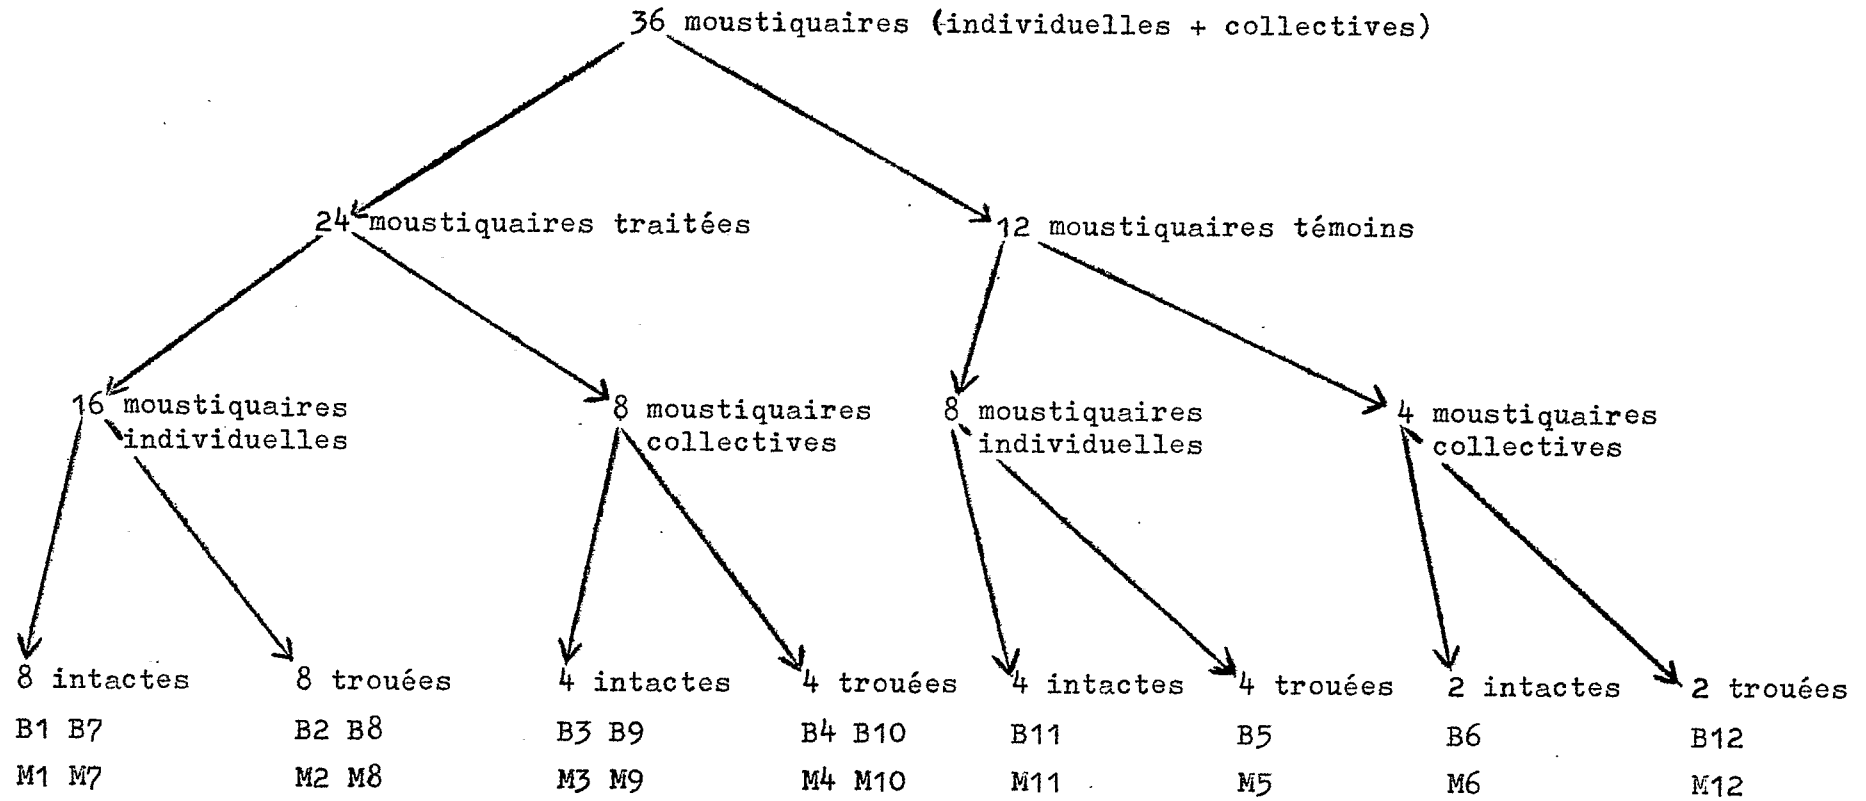 36 moustiquaires (individuelles + collectives)
24 moustiquaires traitées
12 moustiquaires témoins
16 moustiquaires
individuelles
8 moustiquaires
collectives
8 moustiquaires
individuelles
4 moustiquaires
collectives
8 intactes
8 trouées
4 intactes
4 trouées
4 intactes
4 trouées
2 intactes
2 trouées
B1 B7
B2 B8
B3 B9
B4 B10
B11
B5
B6
B12
M1 M7
M2 M8
M3 M9
M4 M10
M11
M5
M6
M12